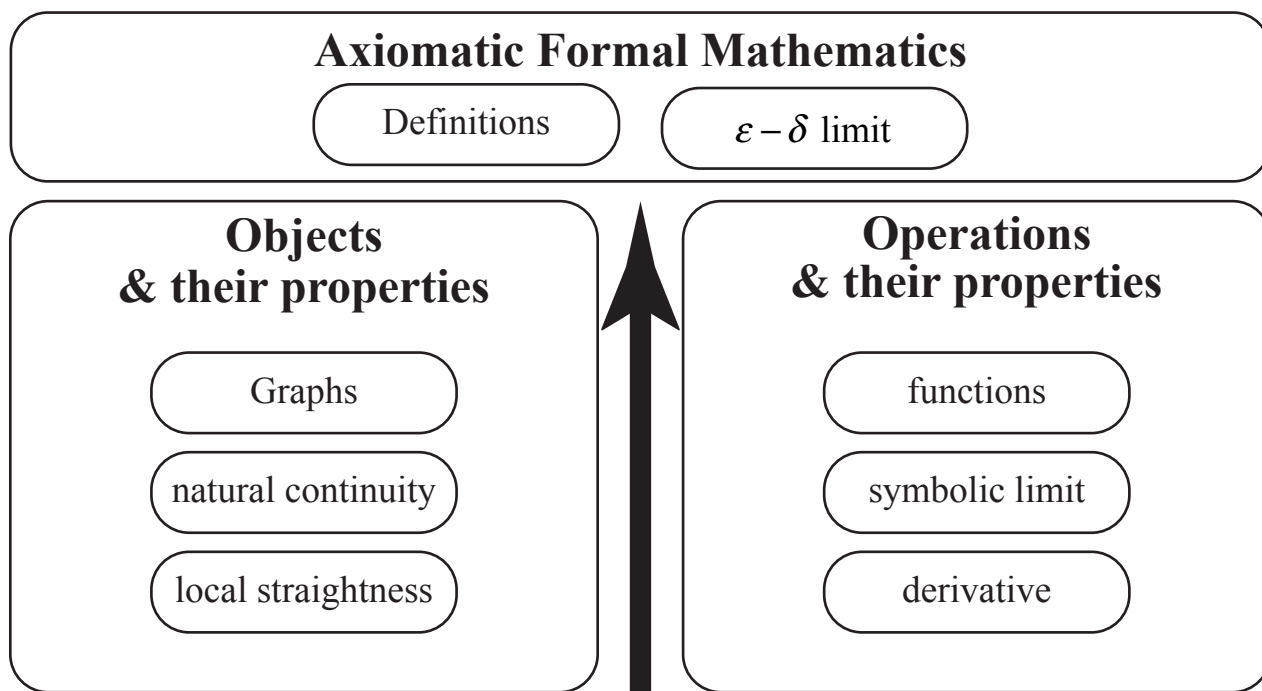 Axiomatic Formal Mathematics
Definitions
ε – δ limit
Objects
& their properties
Graphs
natural continuity
local straightness
Operations
& their properties
functions
symbolic limit
derivative